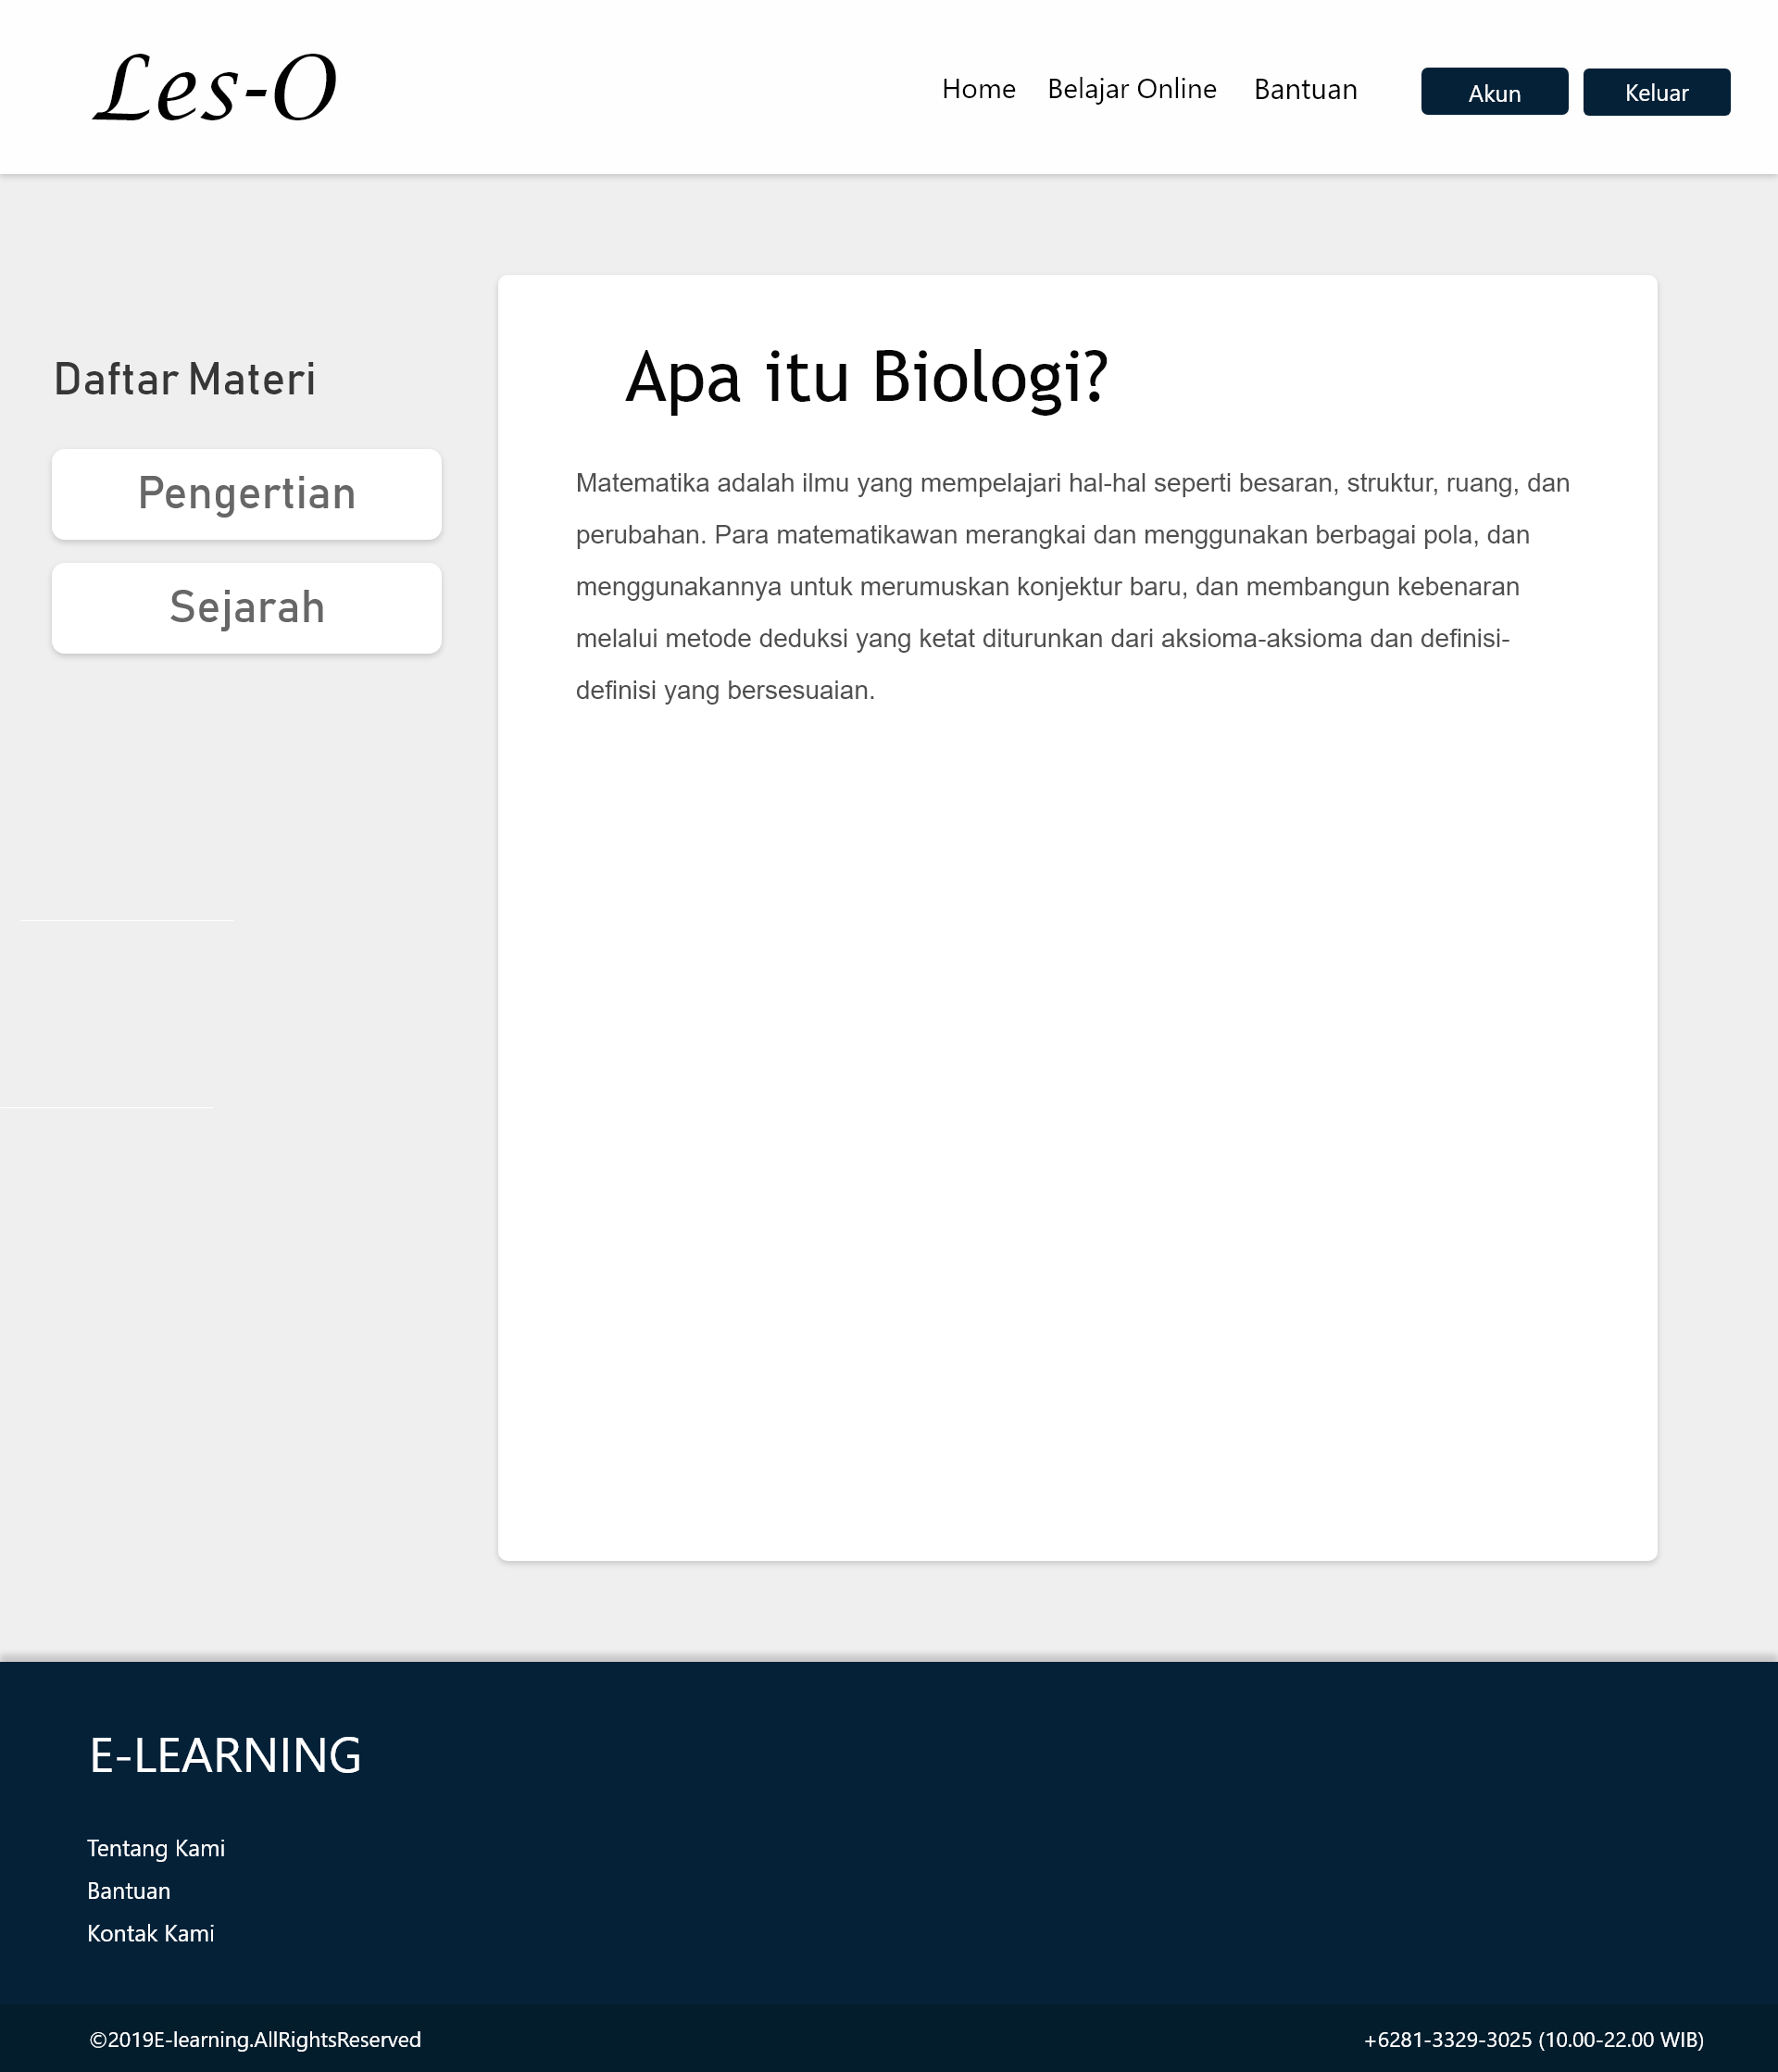 Les-O
Home Belajar Online Bantuan Akun Keluar
Daftar Materi
Pengertian
Sejarah
Apa itu Biologi?
Matematika adalah ilmu yang mempelajari hal-hal seperti besaran, struktur, ruang, dan
perubahan. Para matematikawan merangkai dan menggunakan berbagai pola, dan
menggunakannya untuk merumuskan konjektur baru, dan membangun kebenaran
melalui metode deduksi yang ketat diturunkan dari aksioma-aksioma dan definisi-
definisi yang bersesuaian.
E-LEARNING
Tentang Kami
Bantuan
Kontak Kami
©2019E-learning.AllRightsReserved
+6281-3329-3025 (10.00-22.00 WIB)